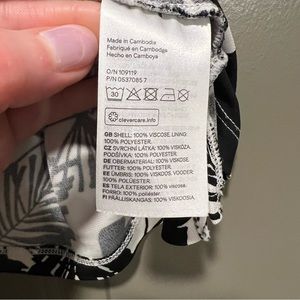 Made in Cambodia
Fabriqué en Cambodge
Hecho en Camboya
O/N 109119
P/N 0537085 7
30
clevercare.info
GB SHELL: 100% VISCOSE. LINING:
100% POLYESTER.
CZ SVRCHNÍ LÁTKA: 100% VISKÓZA.
PODŠÍVKA: 100% POLYESTER.
DE OBERMATERIAL: 100% VISKOSE.
FUTTER: 100% POLYESTER.
EE ÜMBRIS: 100% VISKOOS. VOODER:
100% POLÜESTER.
ES TELA EXTERIOR: 100% viscose.
FORRO: 100% poliéster.
FI PÄÄLLISKANGAS: 100%